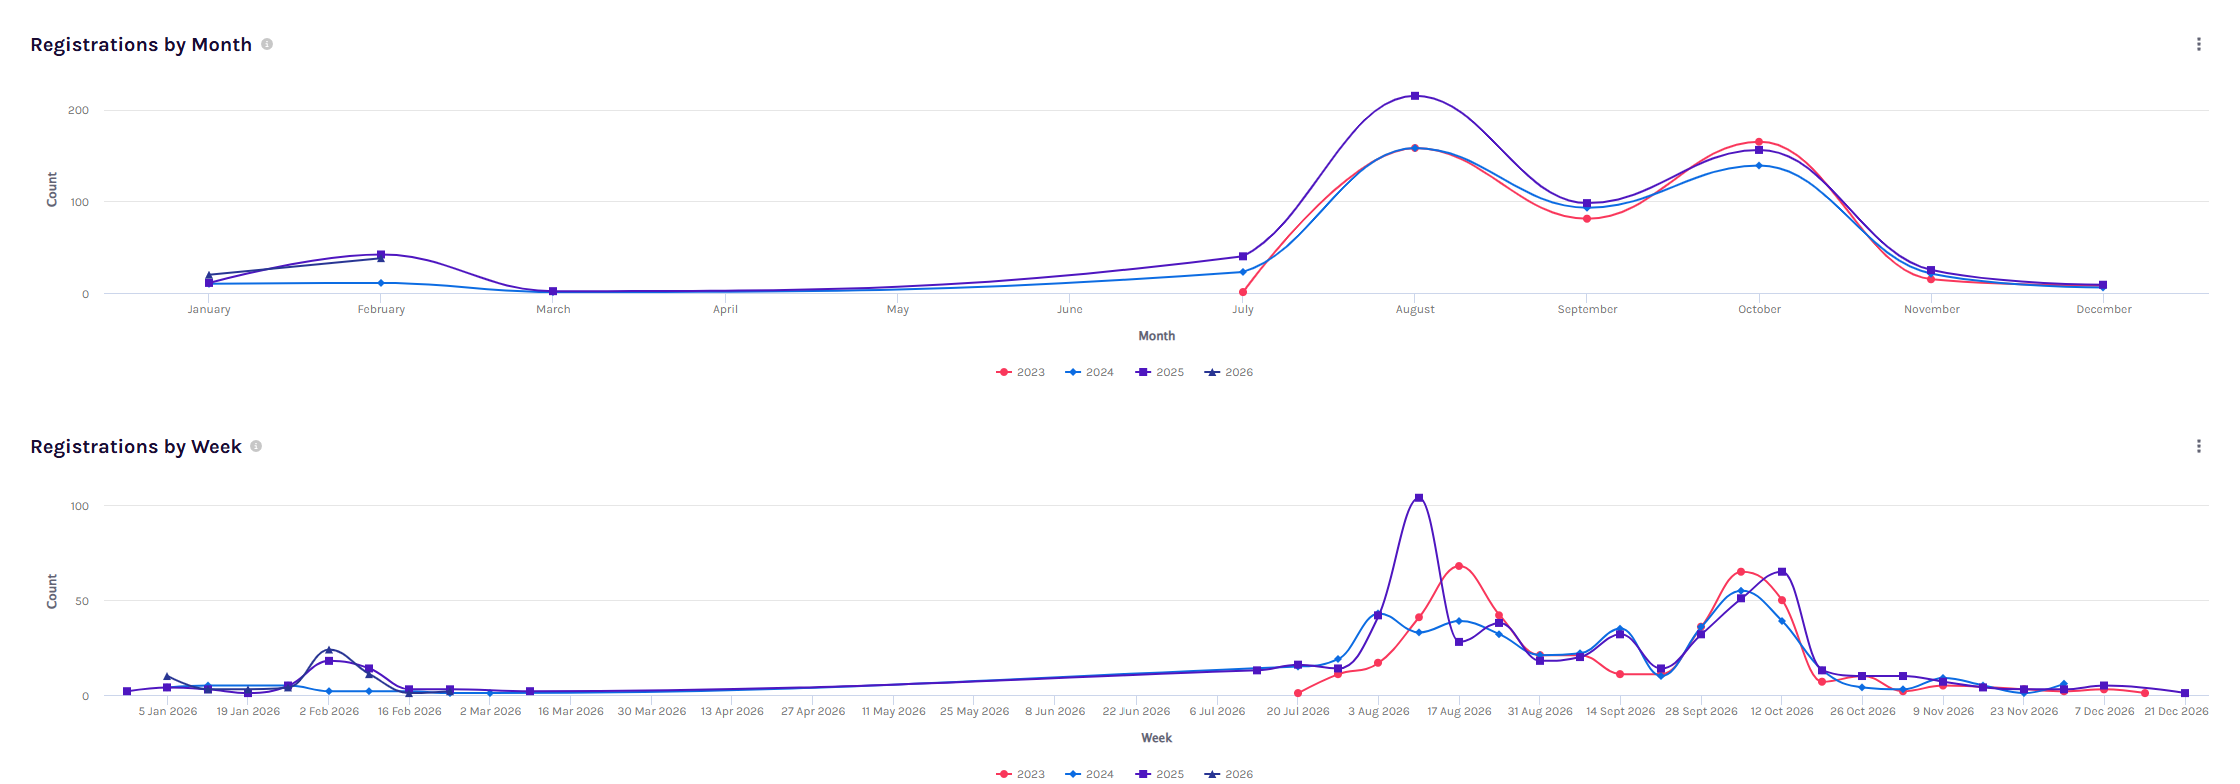 Registrations by Month
200
100
0
Count
January February March April May June July August September October November December
Month
2023 2024 2025 2026
Registrations by Week
100
50
0
Count
5 Jan 2026 19 Jan 2026 2 Feb 2026 16 Feb 2026 2 Mar 2026 16 Mar 2026 30 Mar 2026 13 Apr 2026 27 Apr 2026 11 May 2026 25 May 2026 8 Jun 2026 22 Jun 2026 6 Jul 2026 20 Jul 2026 3 Aug 2026 17 Aug 2026 31 Aug 2026 14 Sept 2026 28 Sept 2026 12 Oct 2026 26 Oct 2026 9 Nov 2026 23 Nov 2026 7 Dec 2026 21 Dec 2026
Week
2023 2024 2025 2026